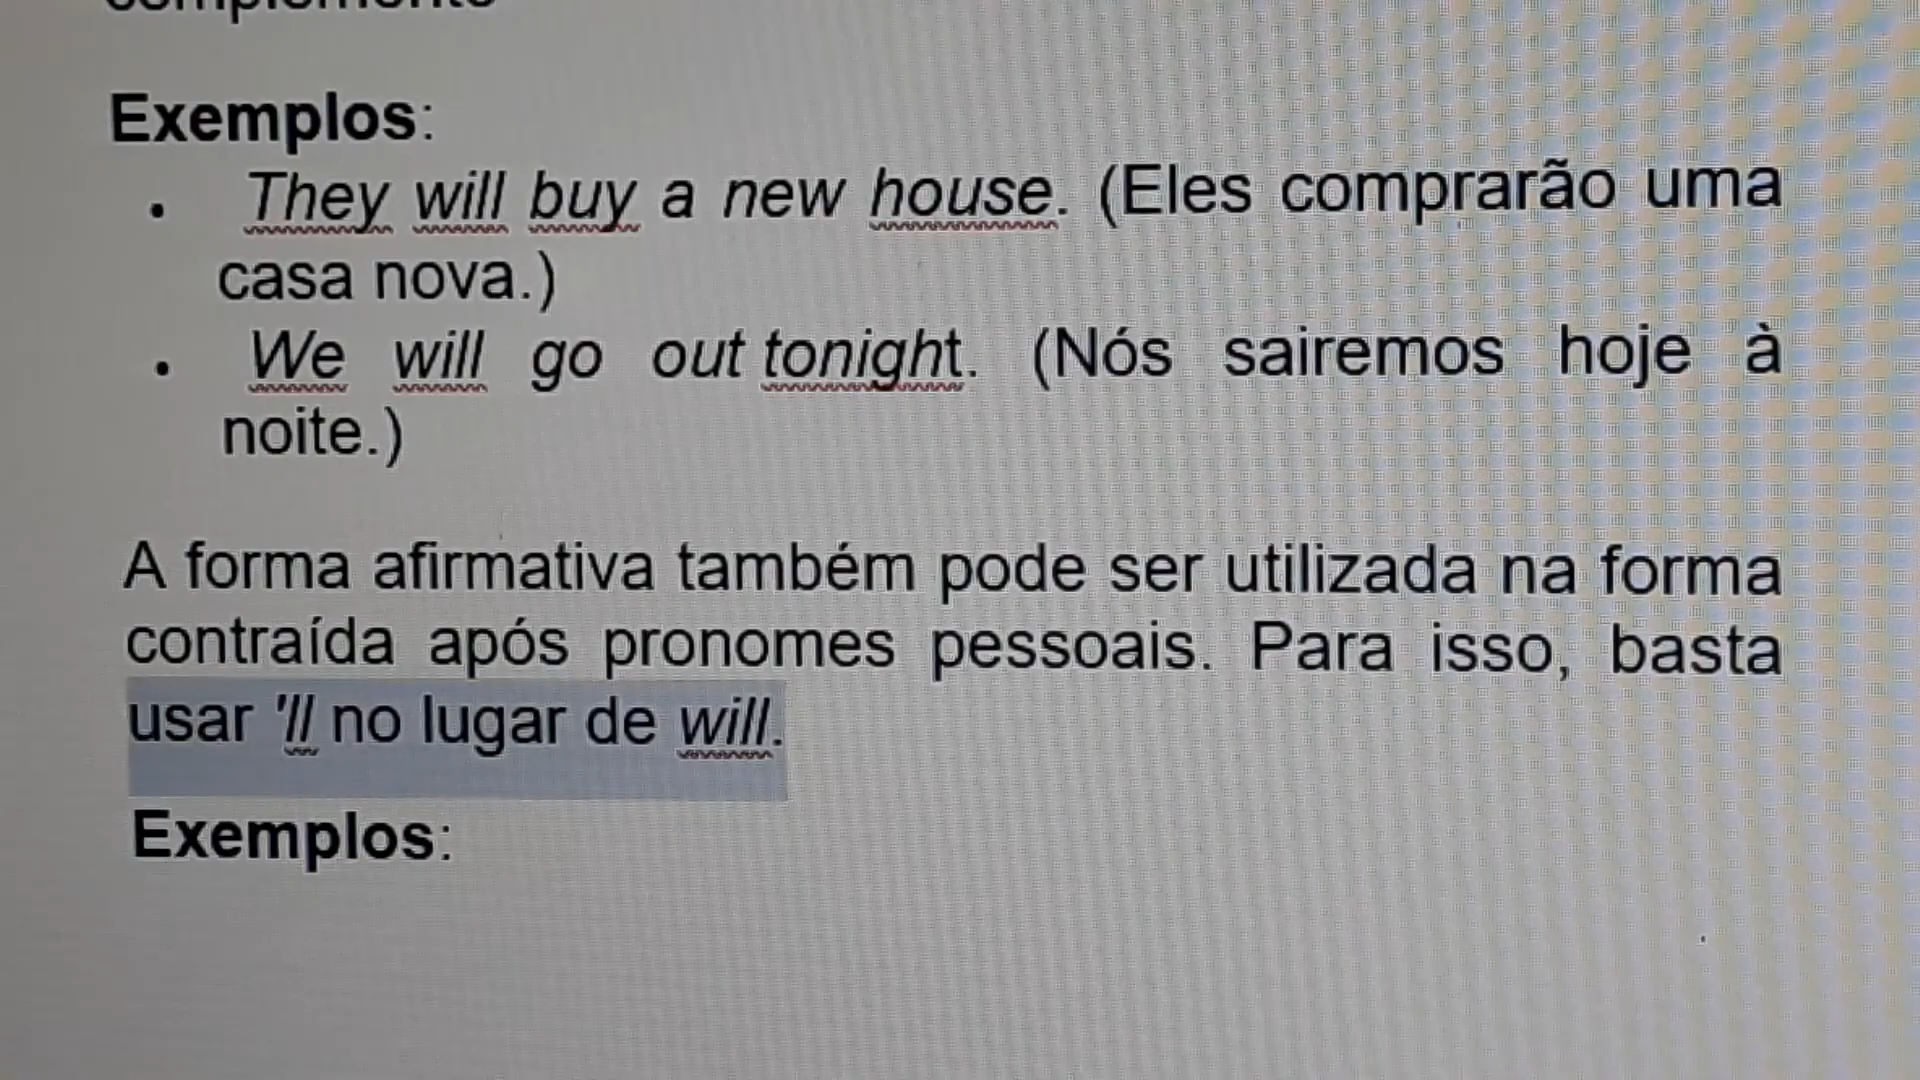 complemento
Exemplos:
• They will buy a new house. (Eles comprarão uma
casa nova.)
• We will go out tonight. (Nós sairemos hoje à
noite.)
A forma afirmativa também pode ser utilizada na forma
contraída após pronomes pessoais. Para isso, basta
usar 'll no lugar de will.
Exemplos: